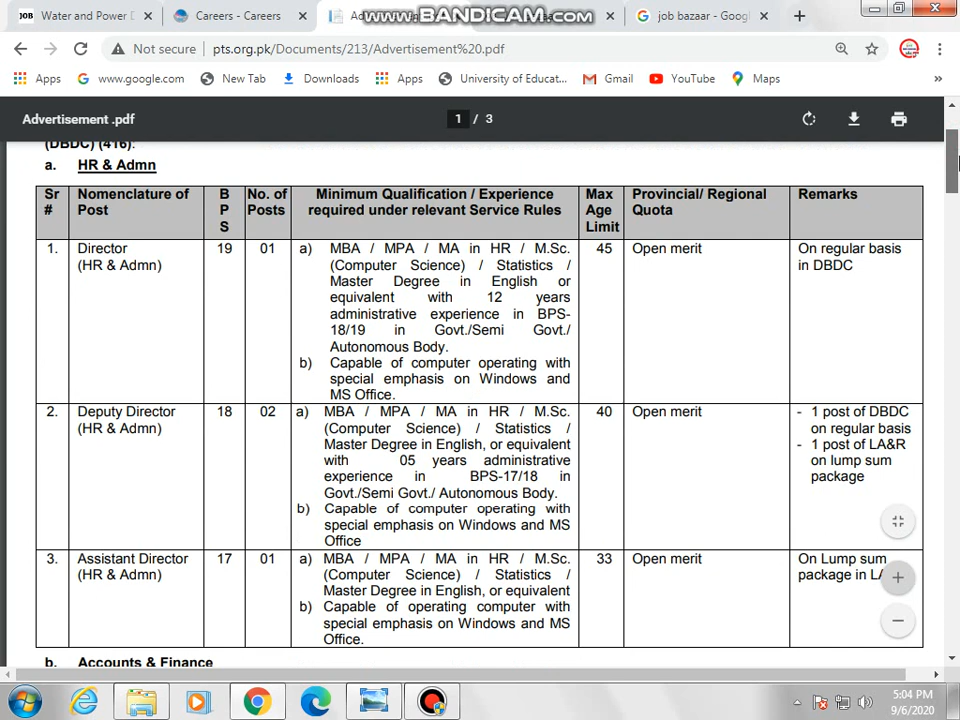 Water and Power D
Careers - Careers
Ad
WWW.BANDICAM.COM
job bazaar - Googl
Not secure
pts.org.pk/Documents/213/Advertisement%20.pdf
Apps
www.google.com
New Tab
Downloads
Apps
University of Educat...
Gmail
YouTube
Maps
»
Advertisement .pdf
1 / 3
(DBDC) (416):
a. HR & Admn
Sr # Nomenclature of Post B P S No. of Posts Minimum Qualification / Experience required under relevant Service Rules Max Age Limit Provincial/ Regional Quota Remarks
1. Director 19 01 a) MBA / MPA / MA in HR / M.Sc. 45 Open merit On regular basis
(HR & Admn) (Computer Science) / Statistics / in DBDC
Master Degree in English or
equivalent with 12 years
administrative experience in BPS-
18/19 in Govt./Semi Govt./
Autonomous Body.
b) Capable of computer operating with
special emphasis on Windows and
MS Office.
2. Deputy Director 18 02 a) MBA / MPA / MA in HR / M.Sc. 40 Open merit - 1 post of DBDC
(HR & Admn) (Computer Science) / Statistics / on regular basis
Master Degree in English, or equivalent - 1 post of LA&R
with 05 years administrative on lump sum
experience in BPS-17/18 in package
Govt./Semi Govt./ Autonomous Body.
b) Capable of computer operating with
special emphasis on Windows and MS
Office
3. Assistant Director 17 01 a) MBA / MPA / MA in HR / M.Sc. 33 Open merit On Lump sum
(HR & Admn) (Computer Science) / Statistics / package in LA
Master Degree in English, or equivalent
b) Capable of operating computer with
special emphasis on Windows and MS
Office.
b. Accounts & Finance
5:04 PM
9/6/2020